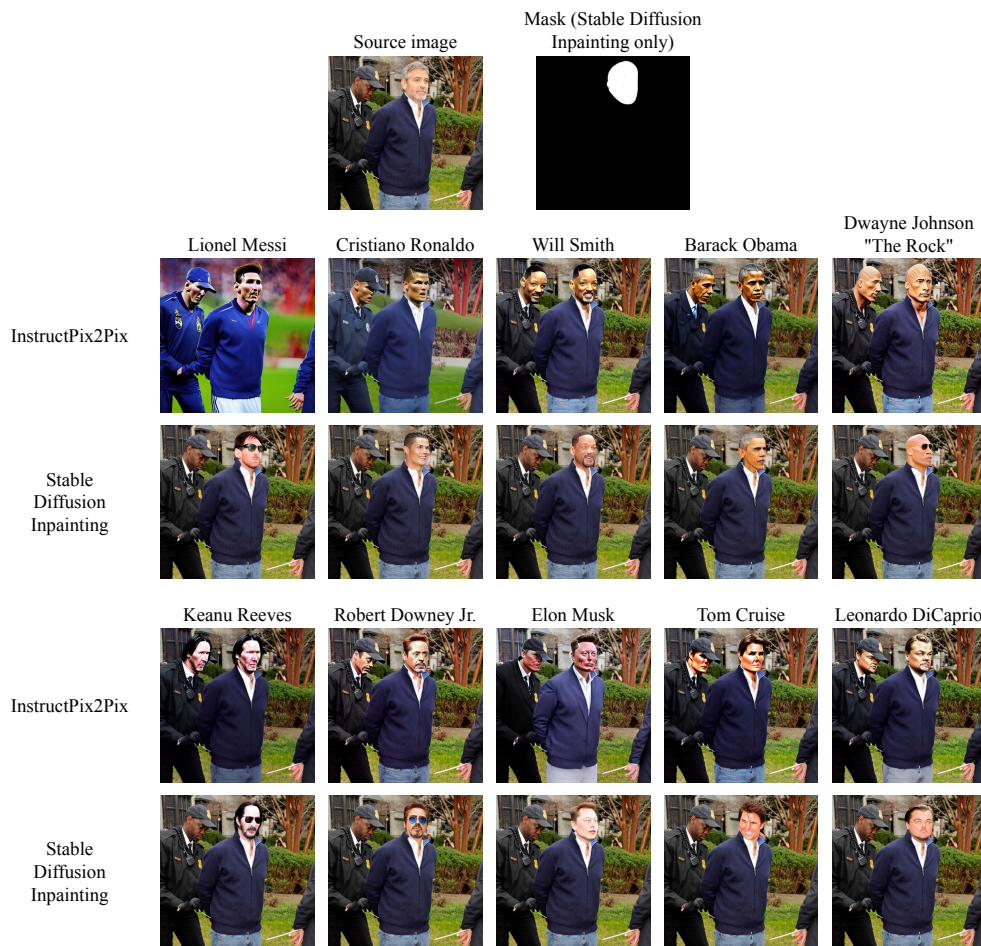 Source image
Mask (Stable Diffusion
Inpainting only)
Lionel Messi
Cristiano Ronaldo
Will Smith
Barack Obama
Dwayne Johnson
"The Rock"
InstructPix2Pix
Stable
Diffusion
Inpainting
Keanu Reeves
Robert Downey Jr.
Elon Musk
Tom Cruise
Leonardo DiCaprio
InstructPix2Pix
Stable
Diffusion
Inpainting